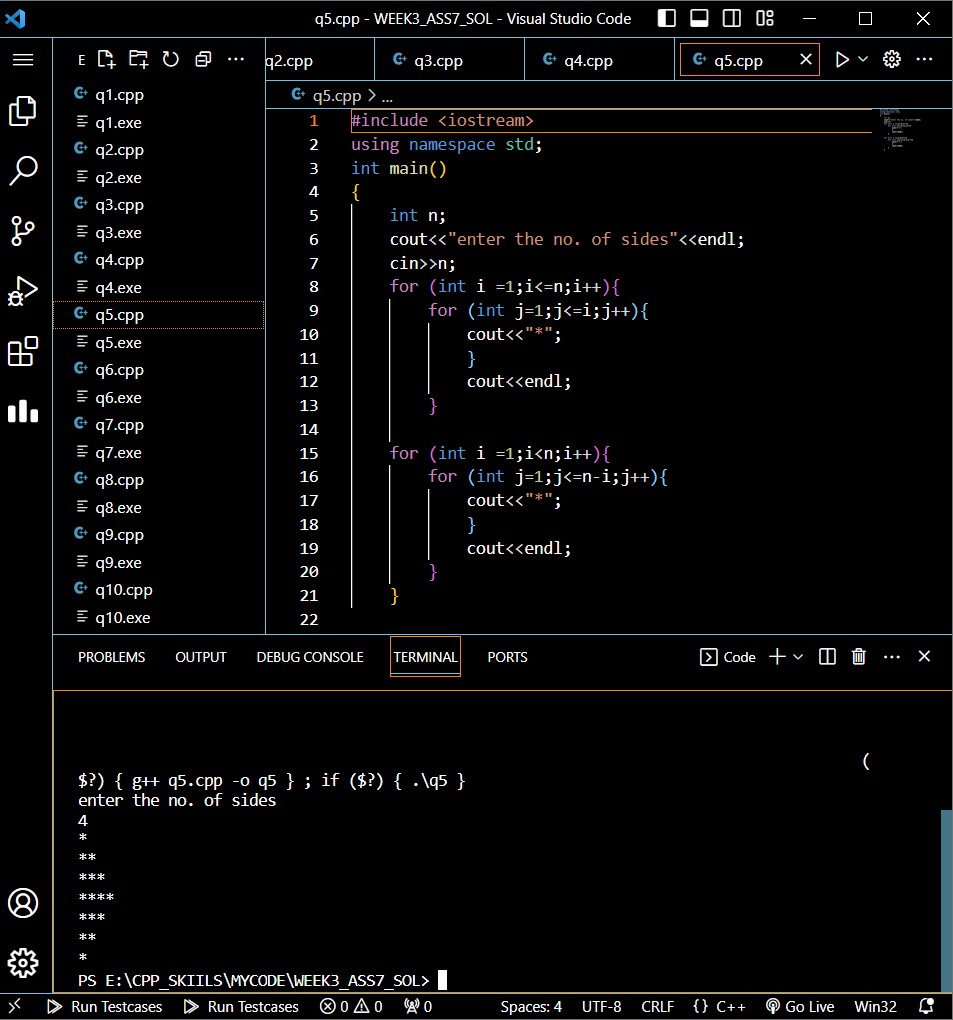 q5.cpp - WEEK3_ASS7_SOL - Visual Studio Code
E
q2.cpp
q3.cpp
q4.cpp
q5.cpp
q5.cpp > ...
q1.cpp
q1.exe
q2.cpp
q2.exe
q3.cpp
q3.exe
q4.cpp
q4.exe
q5.cpp
q5.exe
q6.cpp
q6.exe
q7.cpp
q7.exe
q8.cpp
q8.exe
q9.cpp
q9.exe
q10.cpp
q10.exe
1 #include <iostream>
2 using namespace std;
3 int main()
4 {
5 int n;
6 cout<<"enter the no. of sides"<<endl;
7 cin>>n;
8 for (int i =1;i<=n;i++){
9 for (int j=1;j<=i;j++){
10 cout<<"*";
11 }
12 cout<<endl;
13 }
14
15 for (int i =1;i<n;i++){
16 for (int j=1;j<=n-i;j++){
17 cout<<"*";
18 }
19 cout<<endl;
20 }
21 }
22
PROBLEMS OUTPUT DEBUG CONSOLE TERMINAL PORTS Code
(
$?) { g++ q5.cpp -o q5 } ; if ($?) { .\q5 }
enter the no. of sides
4
*
**
***
****
***
**
*
PS E:\CPP_SKIILS\MYCODE\WEEK3_ASS7_SOL>
Run Testcases Run Testcases 0 0 0 Spaces: 4 UTF-8 CRLF {} C++ Go Live Win32